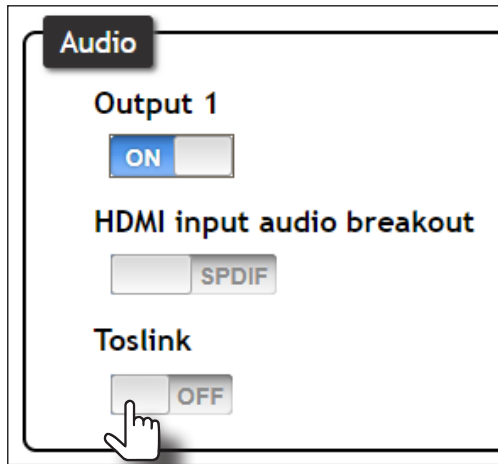 Audio
Output 1
ON
HDMI input audio breakout
SPDIF
Toslink
OFF